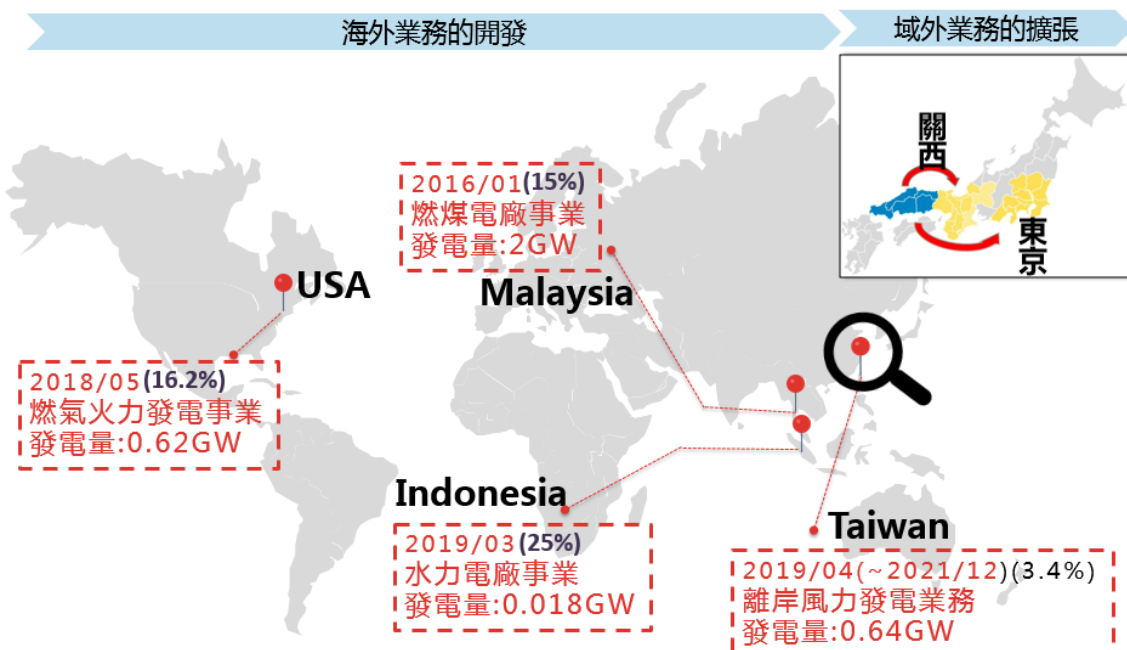 海外業務的開發
域外業務的擴張
關西
東京
2016/01(15%)
燃煤電廠事業
發電量:2GW
USA
Malaysia
2018/05(16.2%)
燃氣火力發電事業
發電量:0.62GW
Indonesia
2019/03(25%)
水力電廠事業
發電量:0.018GW
Taiwan
2019/04(~2021/12)(3.4%)
離岸風力發電業務
發電量:0.64GW